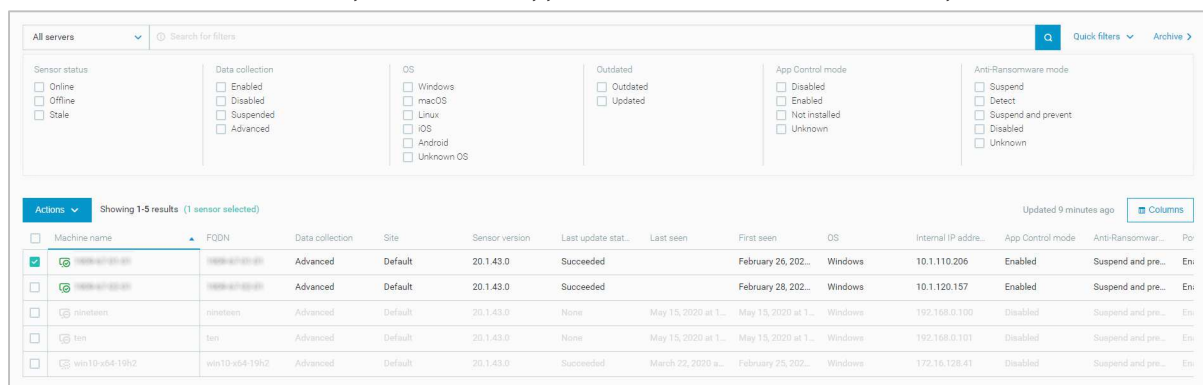 All servers Search for filters Quick filters Archive
Sensor status Data collection OS Outdated App Control mode Anti-Ransomware mode
Online Enabled Windows Outdated Disabled Suspend
Offline Disabled macOS Updated Enabled Detect
Stale Suspended Linux Not installed Suspend and prevent
Advanced iOS Unknown Disabled
Android Unknown
Unknown OS
Actions Showing 1-5 results (1 sensor selected) Updated 9 minutes ago Columns
Machine name FQDN Data collection Site Sensor version Last update stat... Last seen First seen OS Internal IP addre... App Control mode Anti-Ransomwar...
Advanced Default 20.1.43.0 Succeeded February 26, 202... Windows 10.1.110.206 Enabled Suspend and pre...
Advanced Default 20.1.43.0 Succeeded February 28, 202... Windows 10.1.120.157 Enabled Suspend and pre...
nineteen nineteen Advanced Default 20.1.43.0 None May 15, 2020 at 1... May 15, 2020 at 1... Windows 192.168.0.100 Disabled Suspend and pre...
ten ten Advanced Default 20.1.43.0 None May 15, 2020 at 1... May 15, 2020 at 1... Windows 192.168.0.101 Disabled Suspend and pre...
win10-x64-19h2 win10-x64-19h2 Advanced Default 20.1.43.0 Succeeded March 22, 2020 a... February 25, 202... Windows 172.16.128.41 Disabled Suspend and pre...